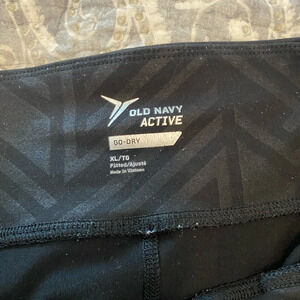 OLD NAVY
ACTIVE
GO-DRY
XL/TG
Fitted/Ajusté
Made In Vietnam